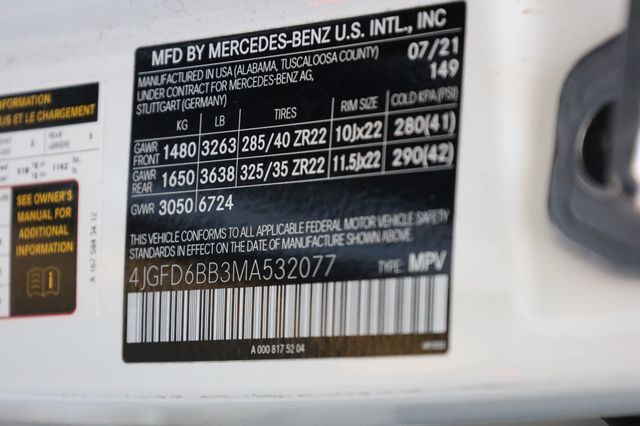 MFD BY MERCEDES-BENZ U.S. INTL., INC
MANUFACTURED IN USA (ALABAMA, TUSCALOOSA COUNTY) 07/21
UNDER CONTRACT FOR MERCEDES-BENZ AG, 149
STUTTGART (GERMANY)
KG LB TIRES RIM SIZE COLD KPA (PSI)
GAWR FRONT 1480 3263 285/40 ZR22 10Jx22 280(41)
GAWR REAR 1650 3638 325/35 ZR22 11.5Jx22 290(42)
GVWR 3050 6724
THIS VEHICLE CONFORMS TO ALL APPLICABLE FEDERAL MOTOR VEHICLE SAFETY
STANDARDS IN EFFECT ON THE DATE OF MANUFACTURE SHOWN ABOVE.
4JGFD6BB3MA532077 TYPE: MPV
A 000 817 52 04
INFORMATION
US ET LE CHARGEMENT
SEE OWNER'S
MANUAL FOR
ADDITIONAL
INFORMATION
A 167 584 34 12